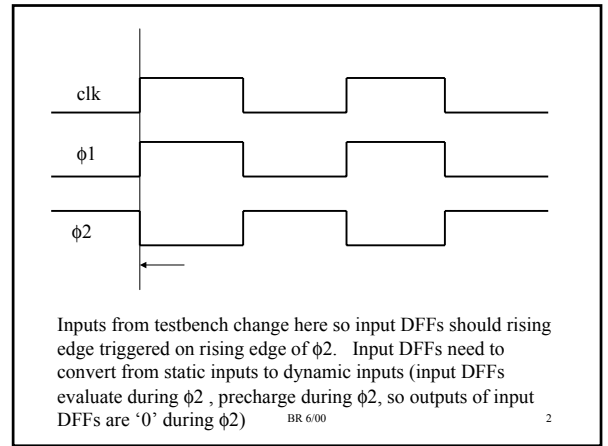 clk
ϕ1
ϕ2
Inputs from testbench change here so input DFFs should rising
edge triggered on rising edge of ϕ2. Input DFFs need to
convert from static inputs to dynamic inputs (input DFFs
evaluate during ϕ2 , precharge during ϕ2, so outputs of input
DFFs are ‘0’ during ϕ2) BR 6/00 2